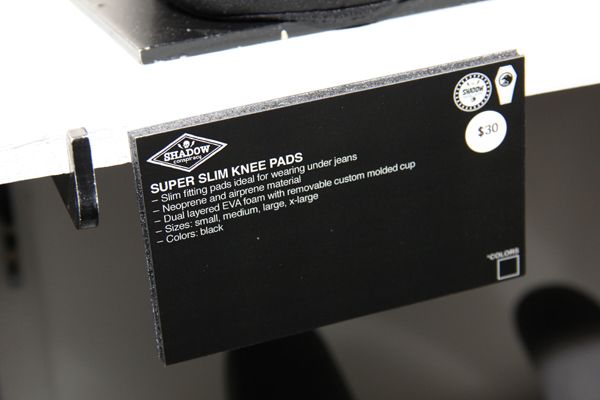 SHADOW
conspiracy
SHADOW
$30
SUPER SLIM KNEE PADS
– Slim fitting pads ideal for wearing under jeans
– Neoprene and airprene material
– Dual layered EVA foam with removable custom molded cup
– Sizes: small, medium, large, x-large
– Colors: black
*COLORS